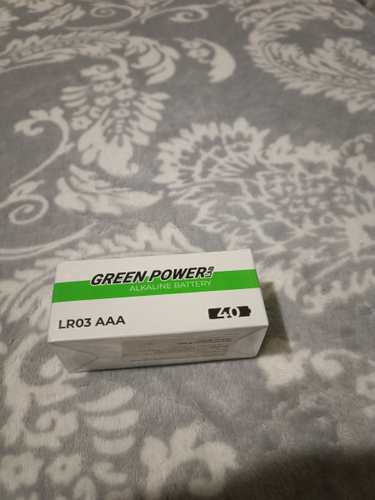 GREEN POWER
ALKALINE BATTERY
LR03 AAA
40